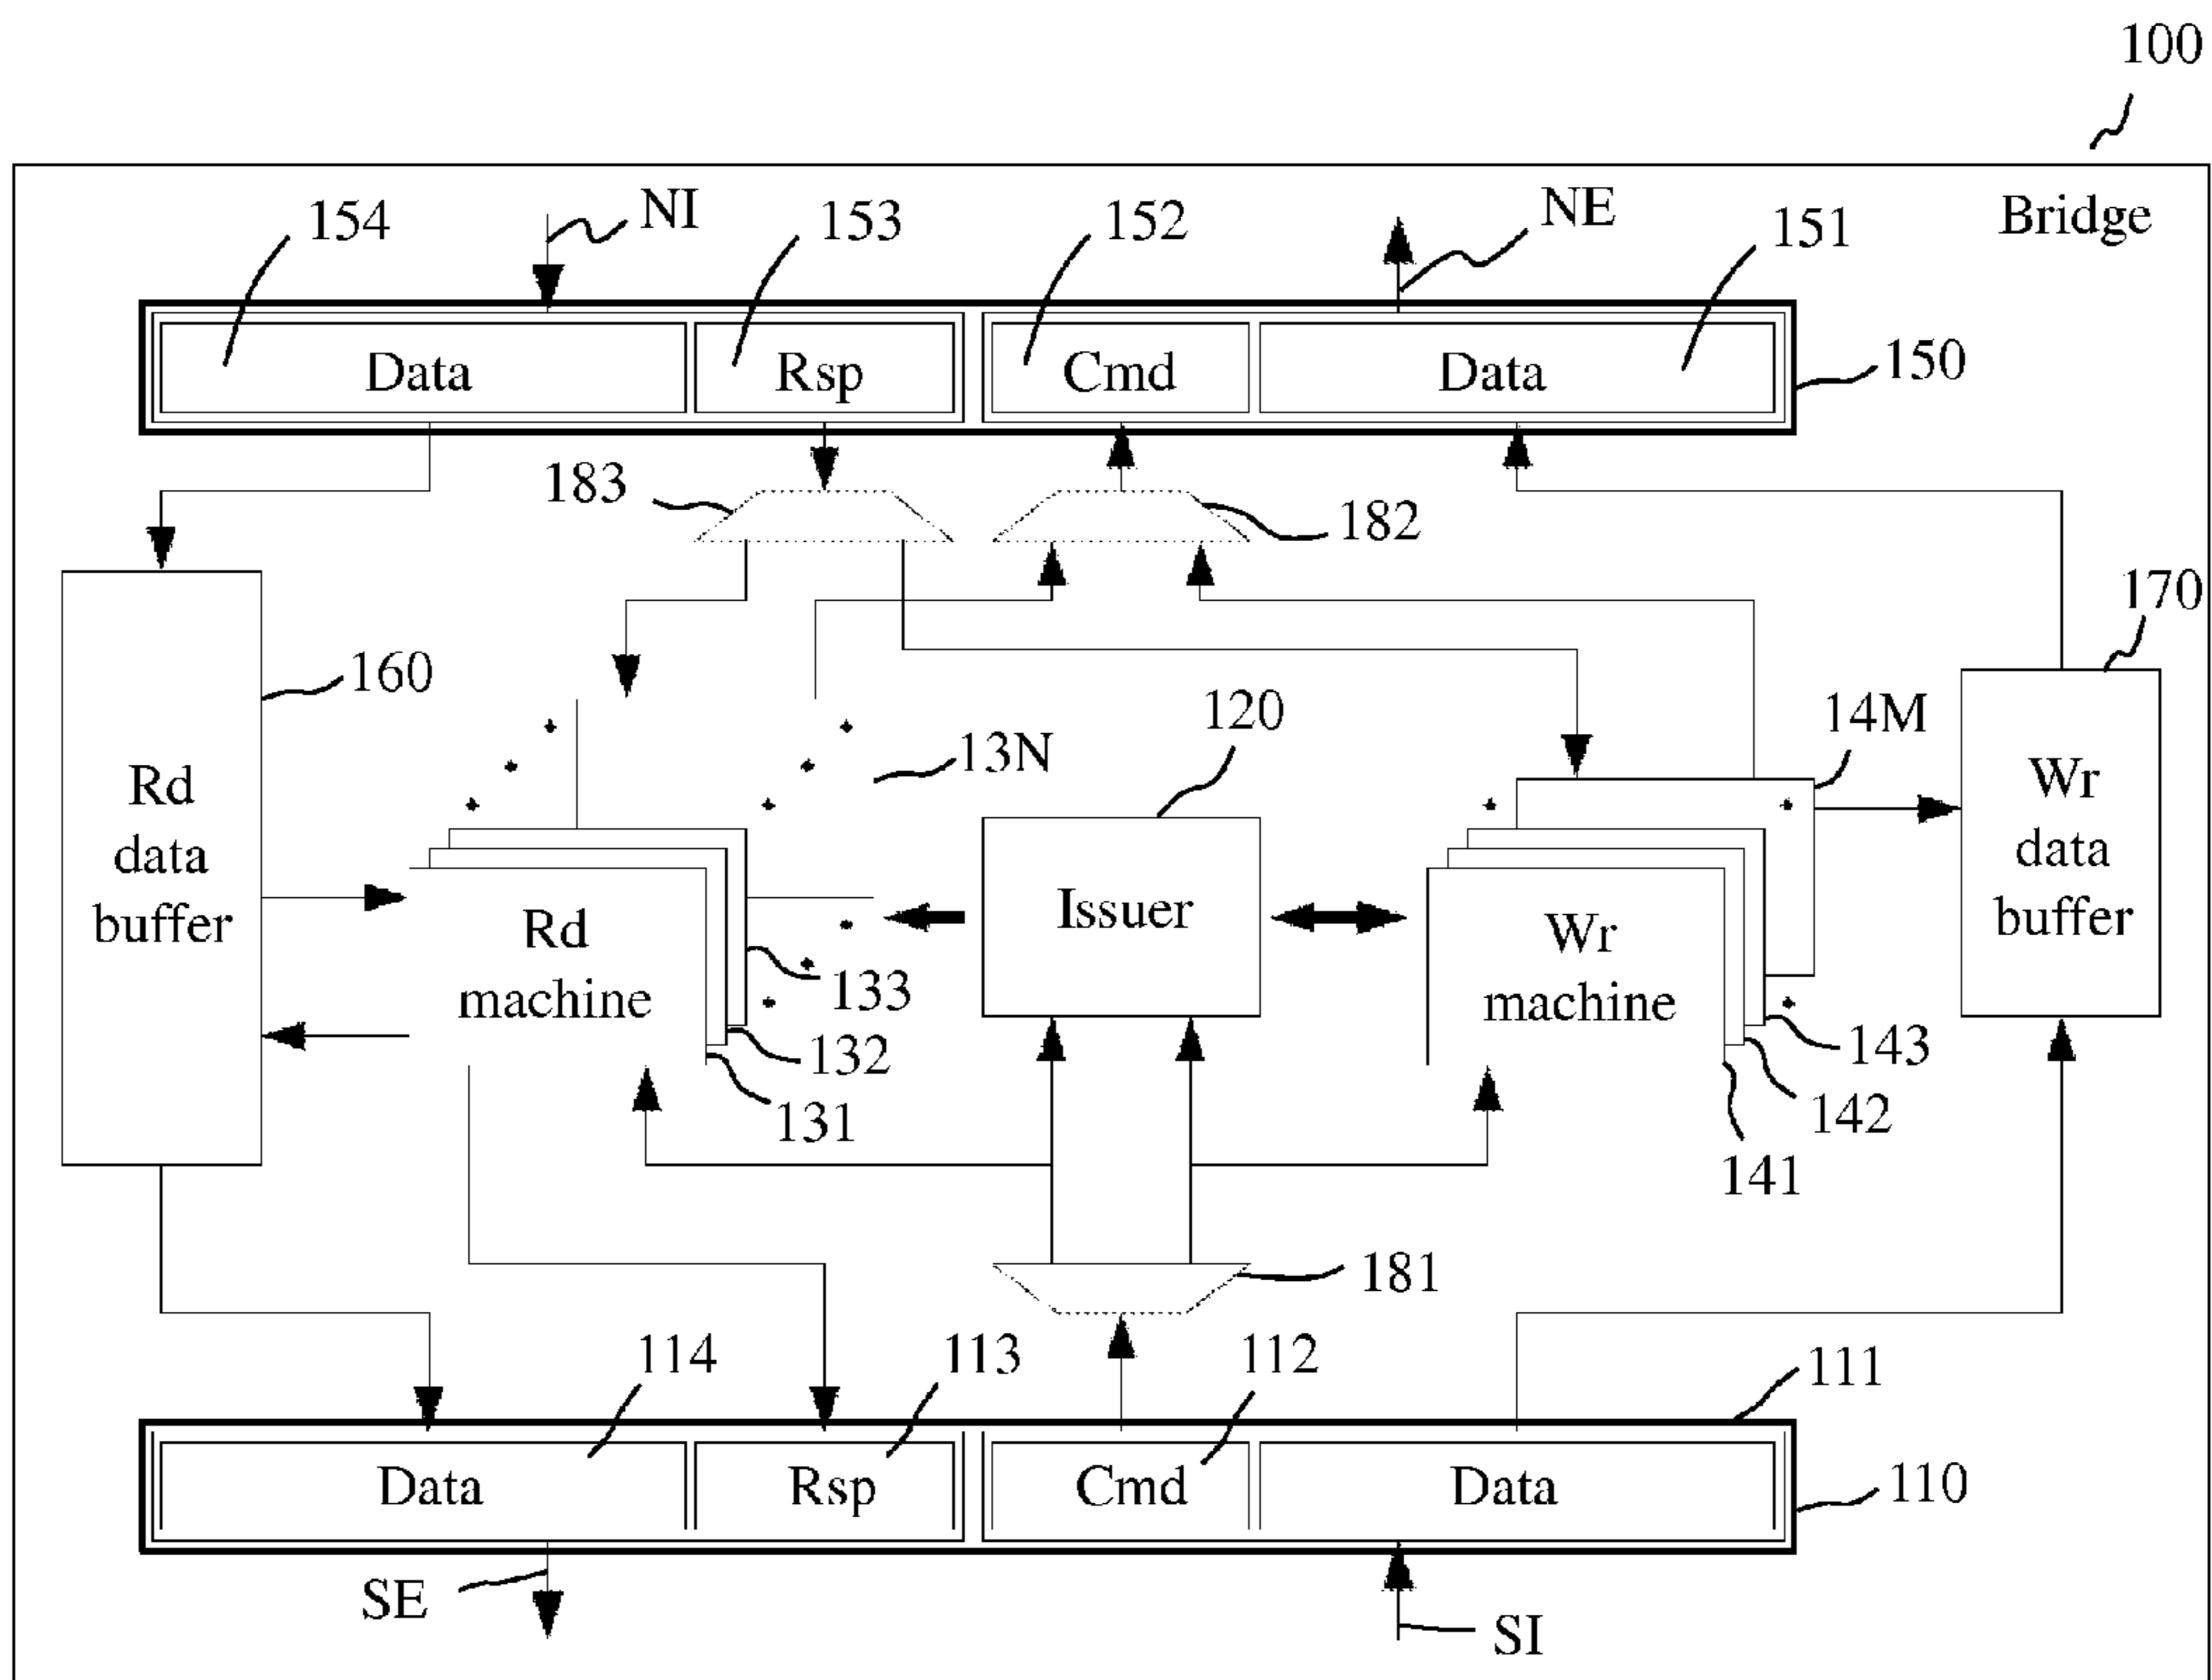 100
Bridge
154
NI
153
152
NE
151
Data
Rsp
Cmd
Data
150
183
182
170
160
Rd
data
buffer
13N
120
14M
Wr
data
buffer
Issuer
Rd
machine
133
132
131
Wr
machine
143
142
141
181
114
113
112
111
Data
Rsp
Cmd
Data
110
SE
SI